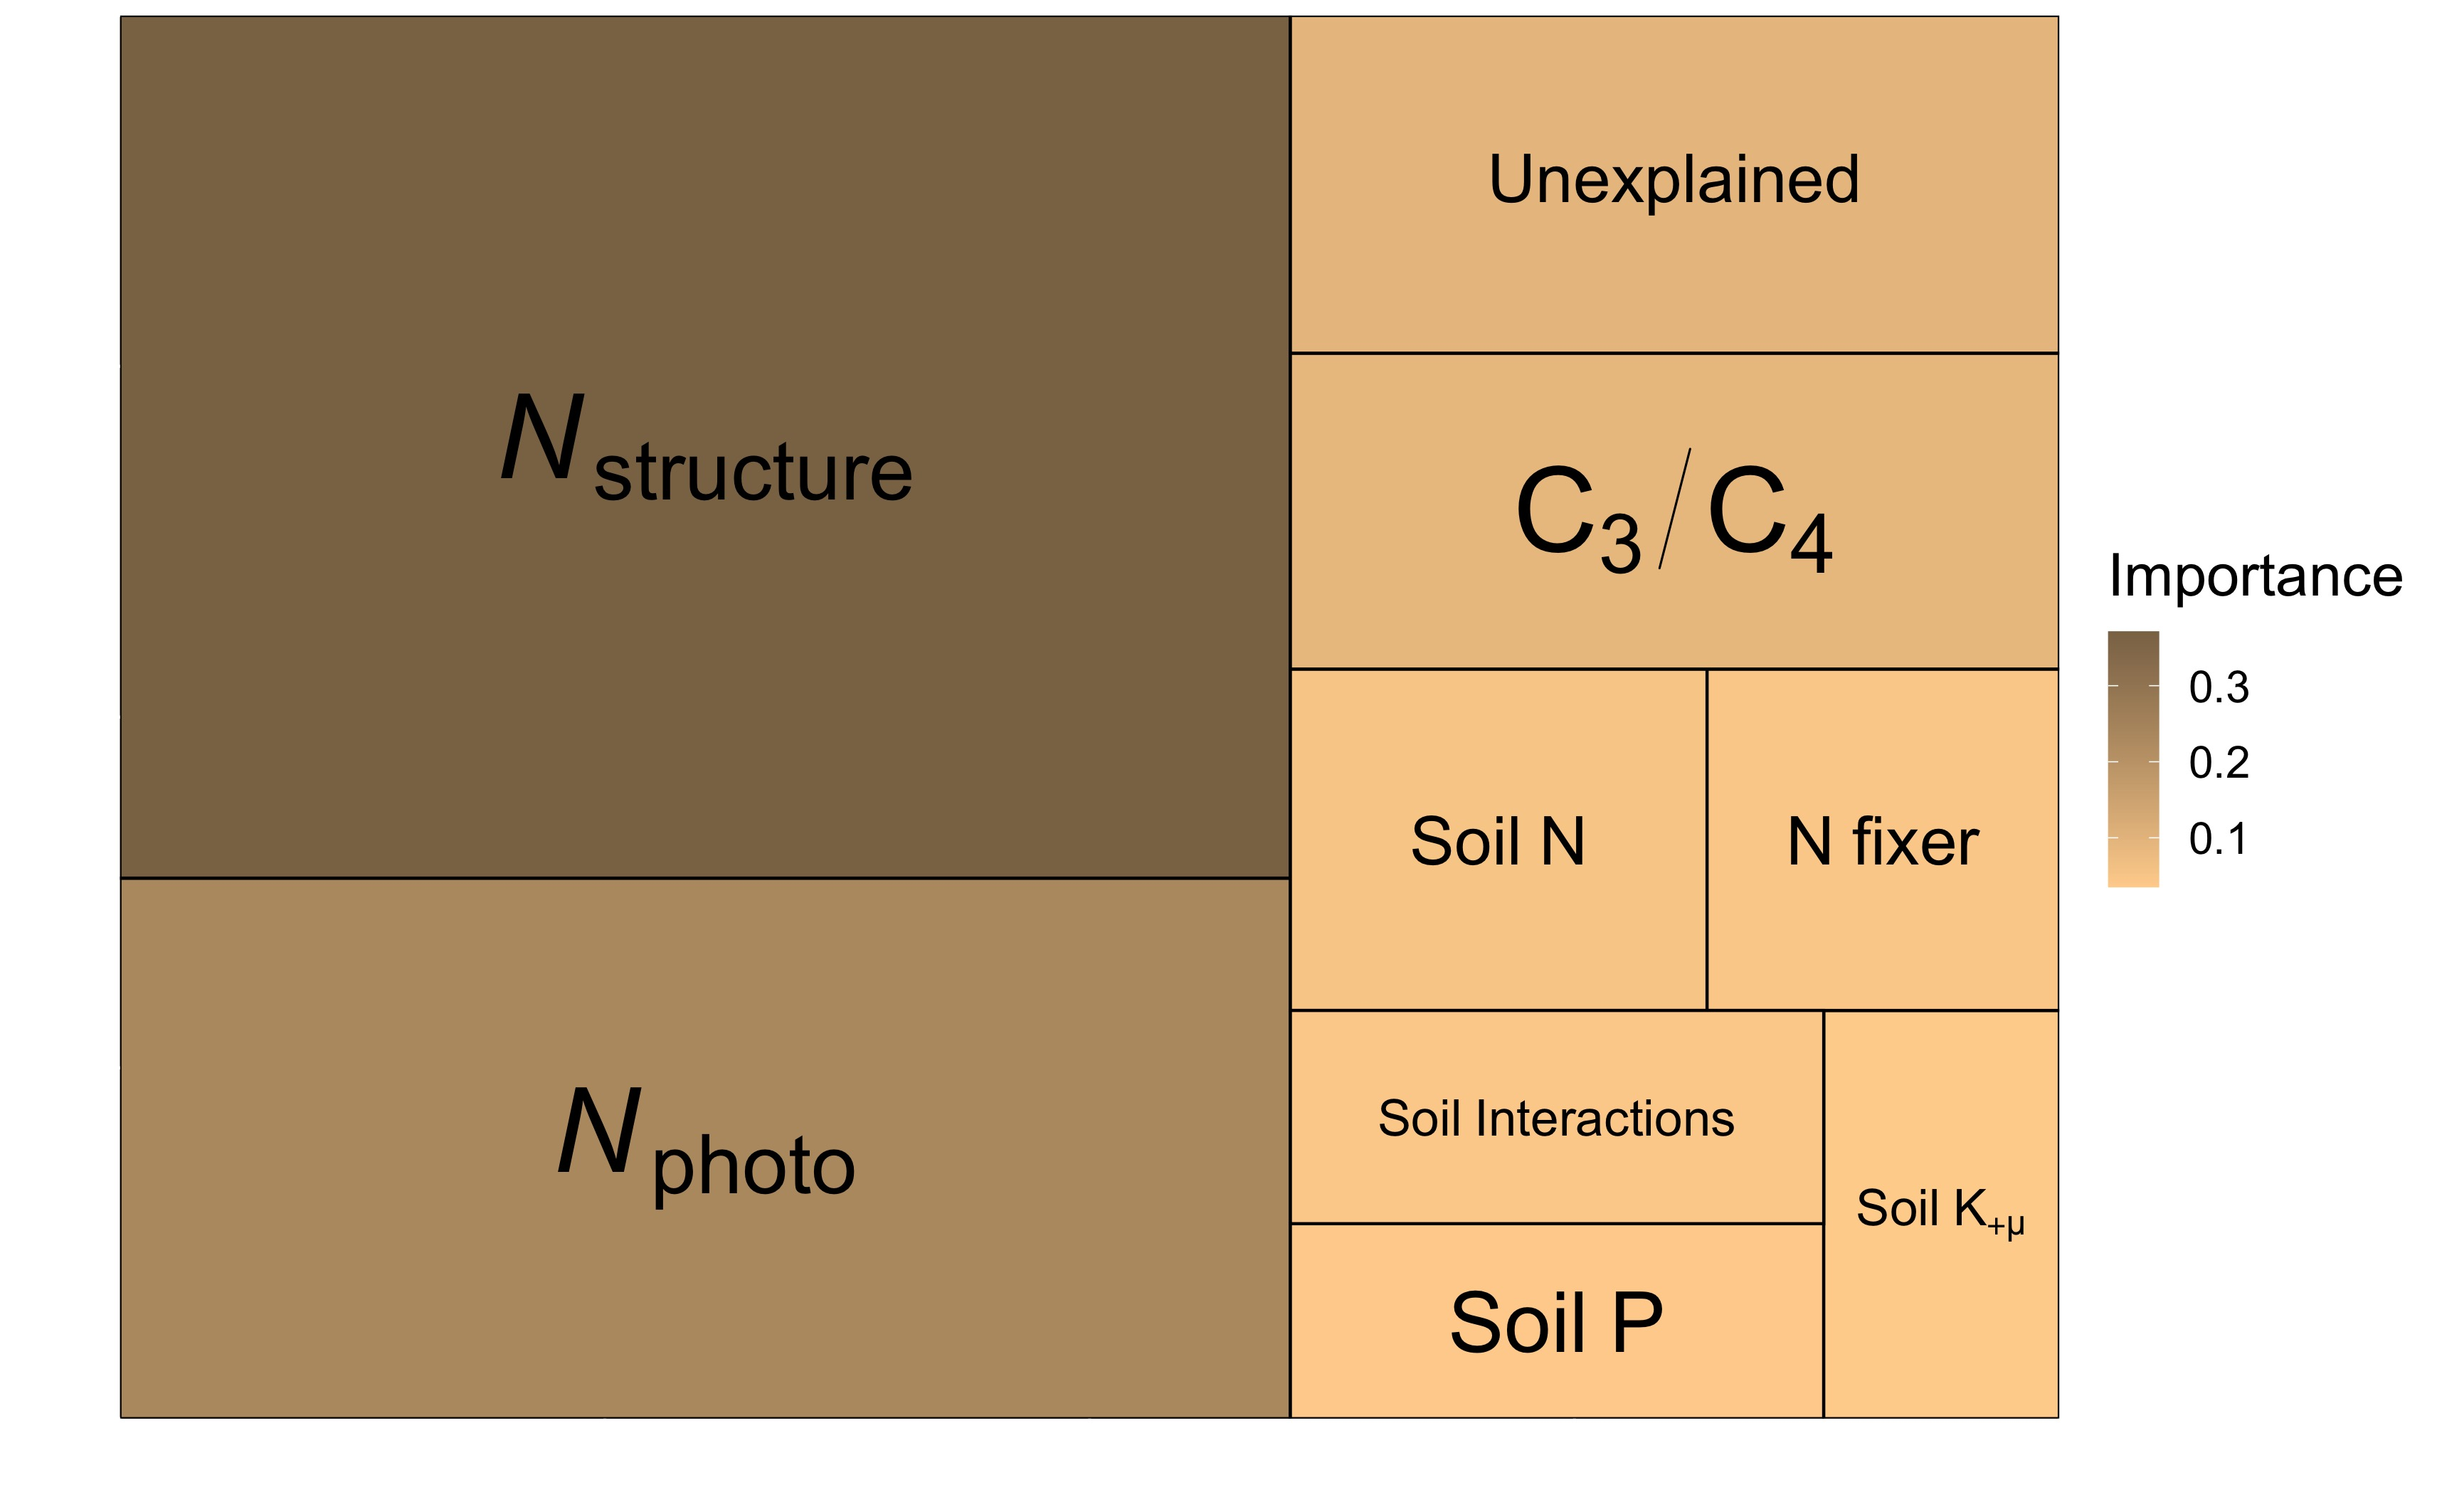 Nstructure
Nphoto
Unexplained
C3/C4
Soil N
N fixer
Soil Interactions
Soil P
Soil K+μ
Importance
0.3
0.2
0.1